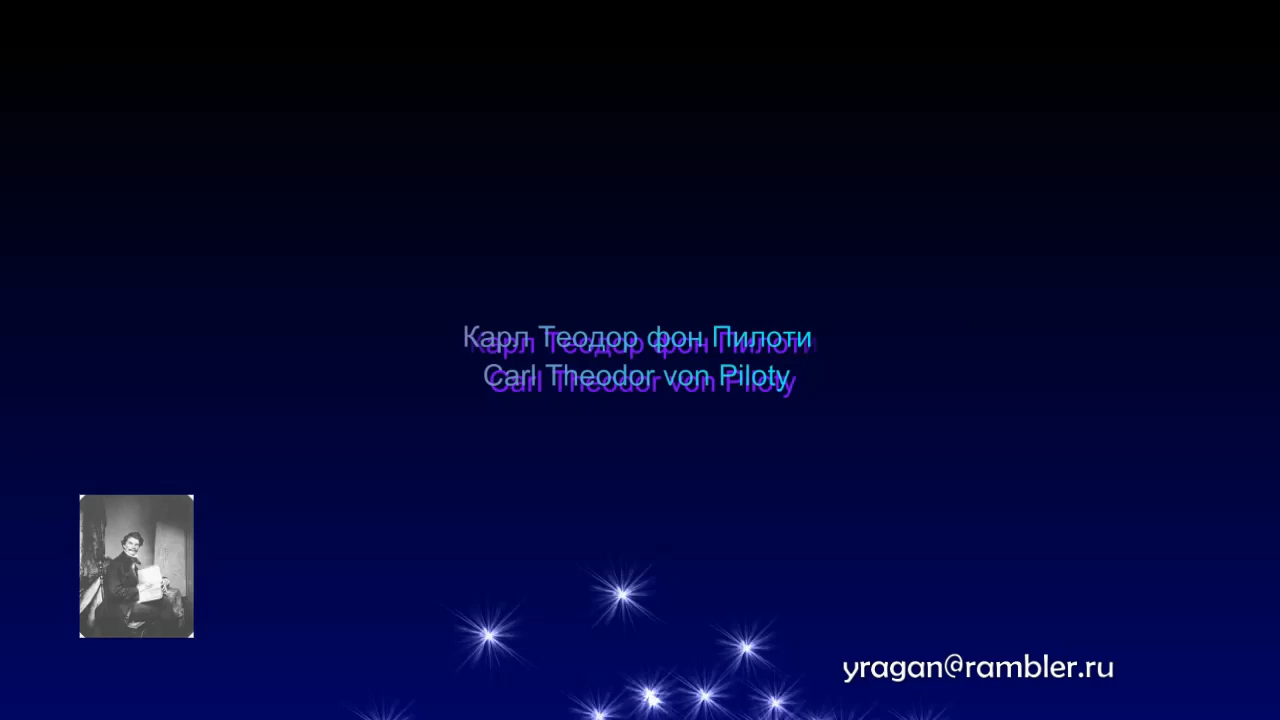 Карл Теодор фон Пилоти
Carl Theodor von Piloty
yragan@rambler.ru